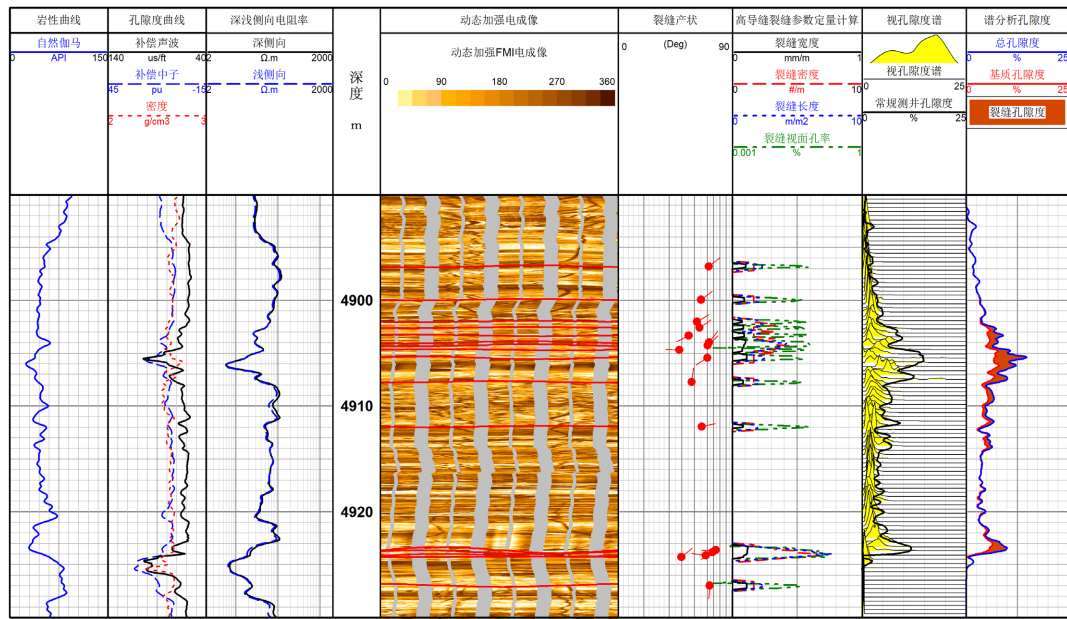 岩性曲线
自然伽马
0 API 150
孔隙度曲线
补偿声波
140 us/ft 40
补偿中子
45 pu -15
密度
2 g/cm3 3
深浅侧向电阻率
深侧向
2 Ω.m 2000
浅侧向
2 Ω.m 2000
深度
m
动态加强电成像
动态加强FMI电成像
0 90 180 270 360
裂缝产状
0 (Deg) 90
高导缝裂缝参数定量计算
裂缝宽度
0 mm/m 1
裂缝密度
0 #/m 10
裂缝长度
0 m/m2 10
裂缝视面孔率
0.001 % 1
视孔隙度谱
视孔隙度谱
0 25
常规测井孔隙度
0 % 25
谱分析孔隙度
总孔隙度
0 % 25
基质孔隙度
0 % 25
裂缝孔隙度
4900
4910
4920